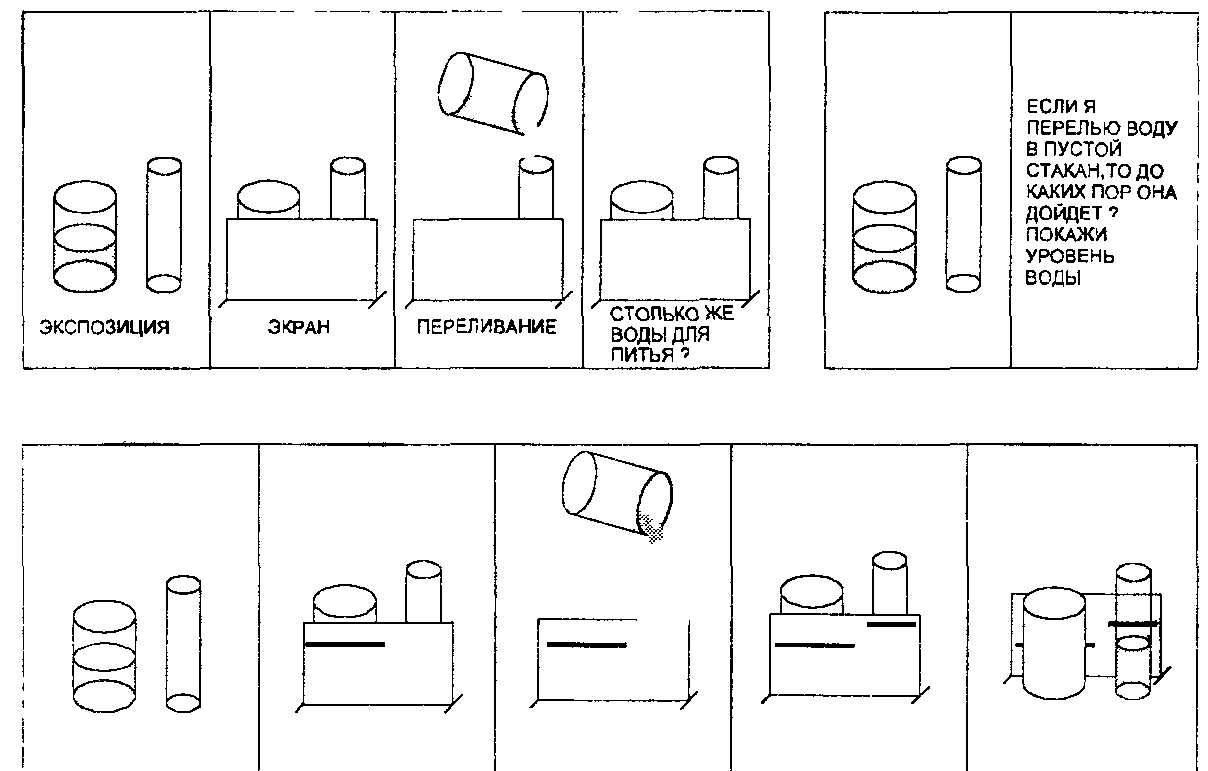 ЭКСПОЗИЦИЯ
ЭКРАН
ПЕРЕЛИВАНИЕ
СТОЛЬКО ЖЕ
ВОДЫ ДЛЯ
ПИТЬЯ ?
ЕСЛИ Я
ПЕРЕЛЬЮ ВОДУ
В ПУСТОЙ
СТАКАН,ТО ДО
КАКИХ ПОР ОНА
ДОЙДЕТ ?
ПОКАЖИ
УРОВЕНЬ
ВОДЫ